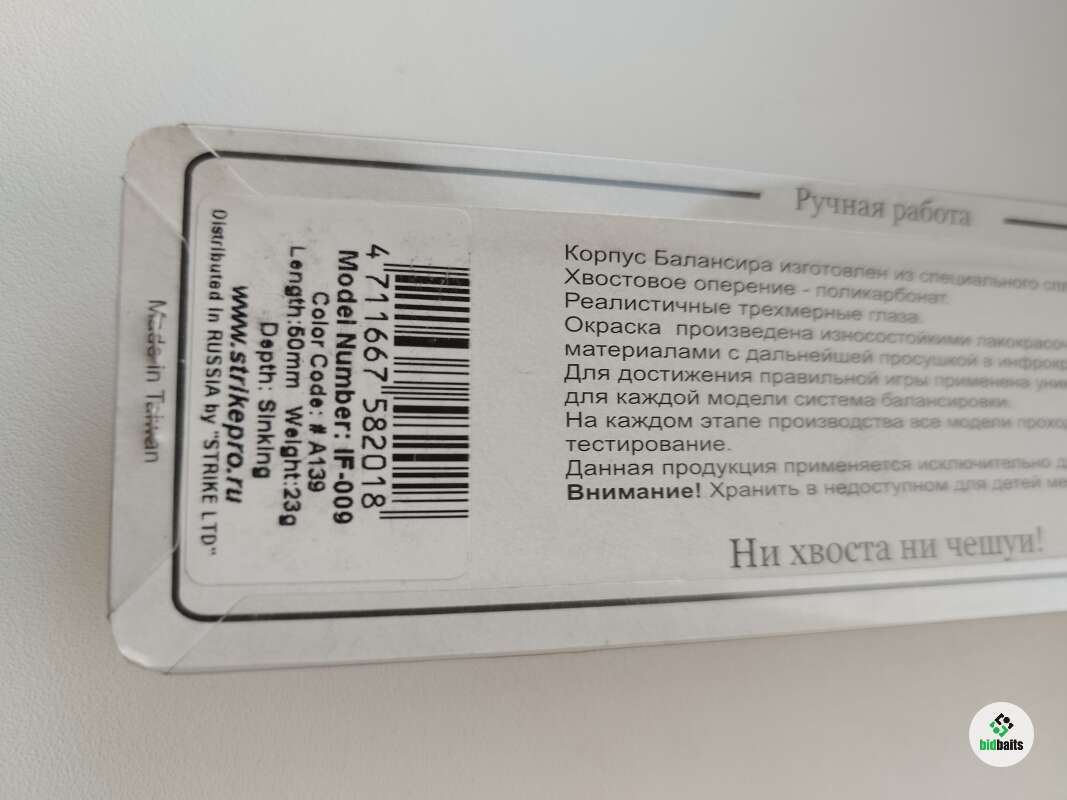 Ручная работа
Корпус Балансира изготовлен из специального
Хвостовое оперение - поликарбонат.
Реалистичные трехмерные глаза.
Окраска произведена износостойкими
материалами с дальнейшей просушкой в
Для достижения правильной игры применена
для каждой модели система балансировки.
На каждом этапе производства все модели
тестирование.
Данная продукция применяется исключительно
Внимание! Хранить в недоступном для детей
Ни хвоста ни чешуи!
4 711667 582018
Model Number: IF-009
Color Code: # A139
Length:50mm Weight:23g
Depth: Sinking
www.strikepro.ru
Distributed in RUSSIA by "STRIKE LTD"
Made in Taiwan
bidbaits